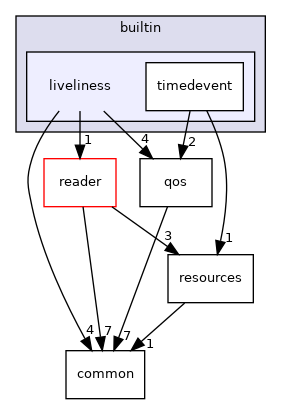 builtin
liveliness
timedevent
1
4
2
reader
qos
3
1
resources
4
7
7
1
common